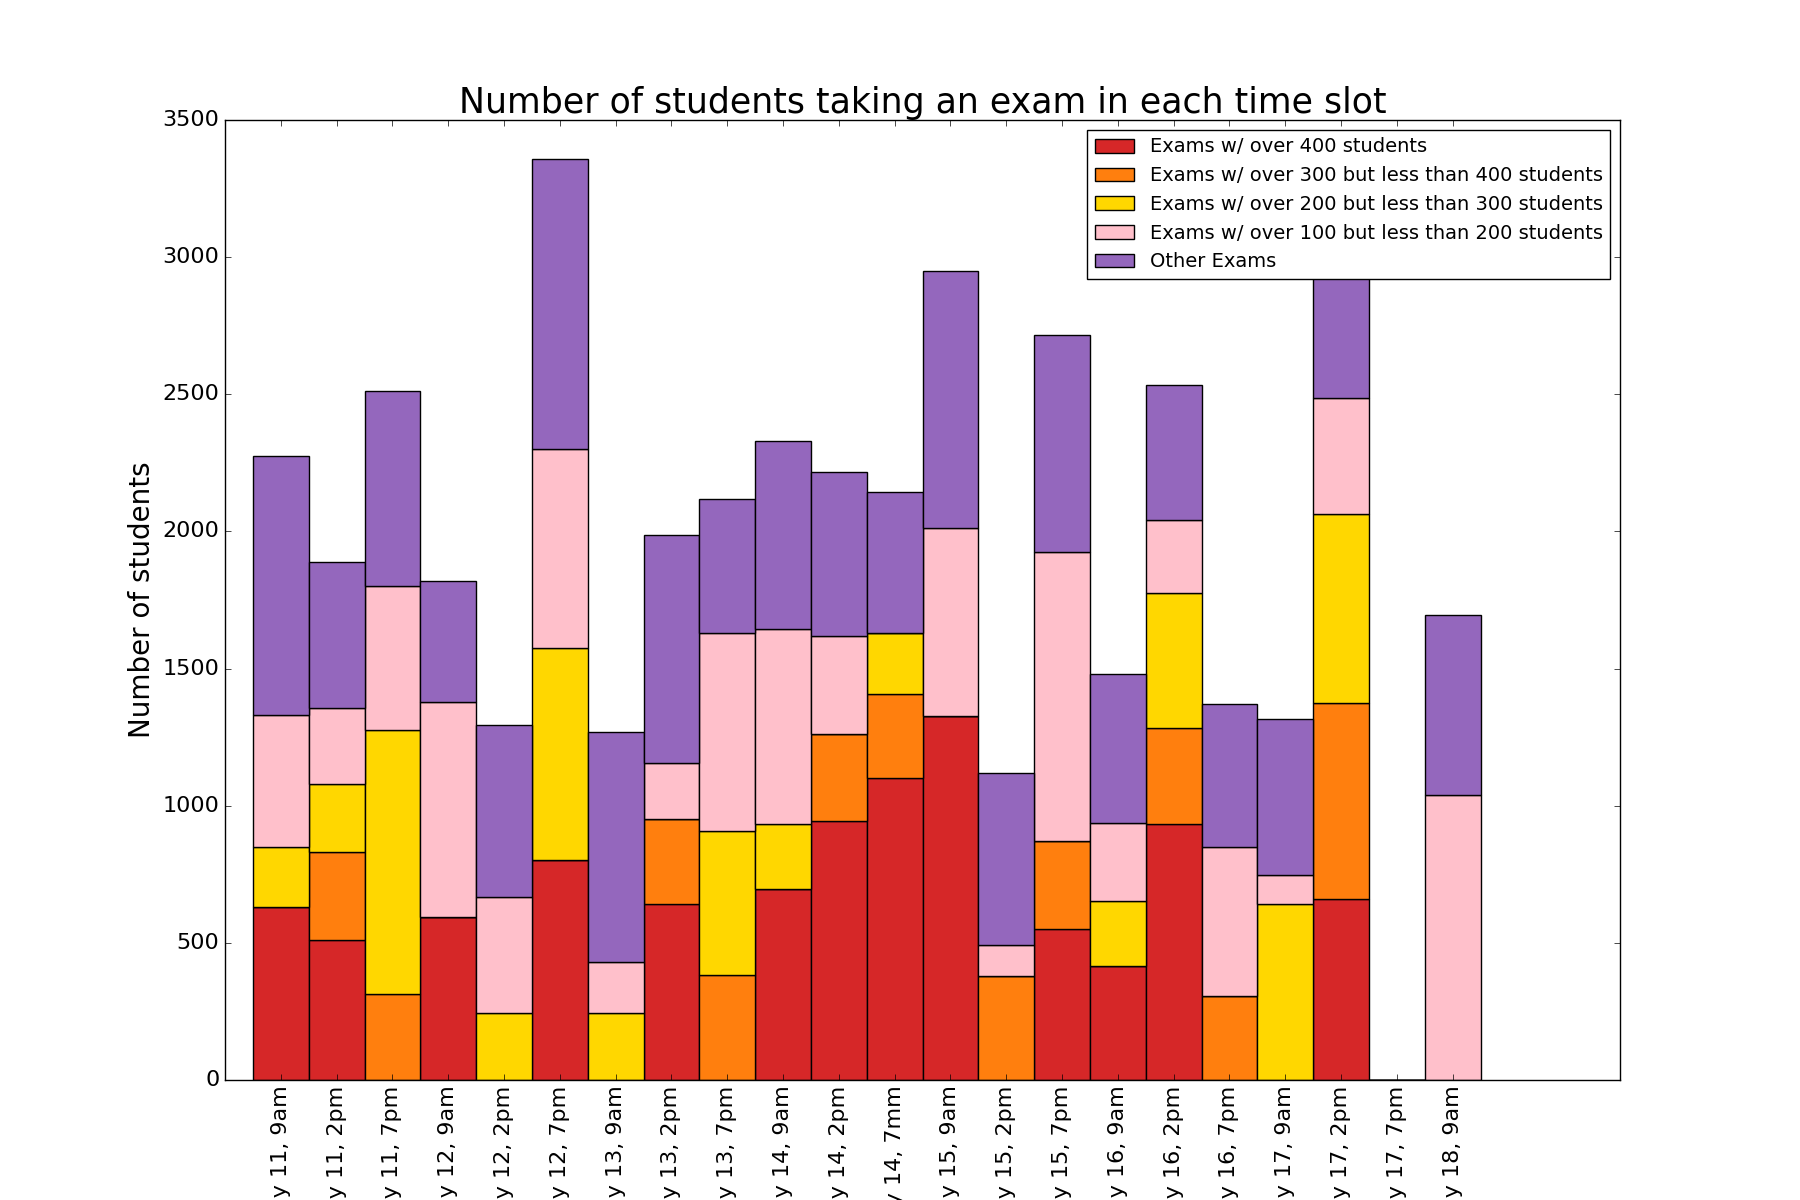 Number of students taking an exam in each time slot
Exams w/ over 400 students
Exams w/ over 300 but less than 400 students
Exams w/ over 200 but less than 300 students
Exams w/ over 100 but less than 200 students
Other Exams
Number of students
3500
3000
2500
2000
1500
1000
500
0
y 11, 9am
y 11, 2pm
y 11, 7pm
y 12, 9am
y 12, 2pm
y 12, 7pm
y 13, 9am
y 13, 2pm
y 13, 7pm
y 14, 9am
y 14, 2pm
y 14, 7mm
y 15, 9am
y 15, 2pm
y 15, 7pm
y 16, 9am
y 16, 2pm
y 16, 7pm
y 17, 9am
y 17, 2pm
y 17, 7pm
y 18, 9am